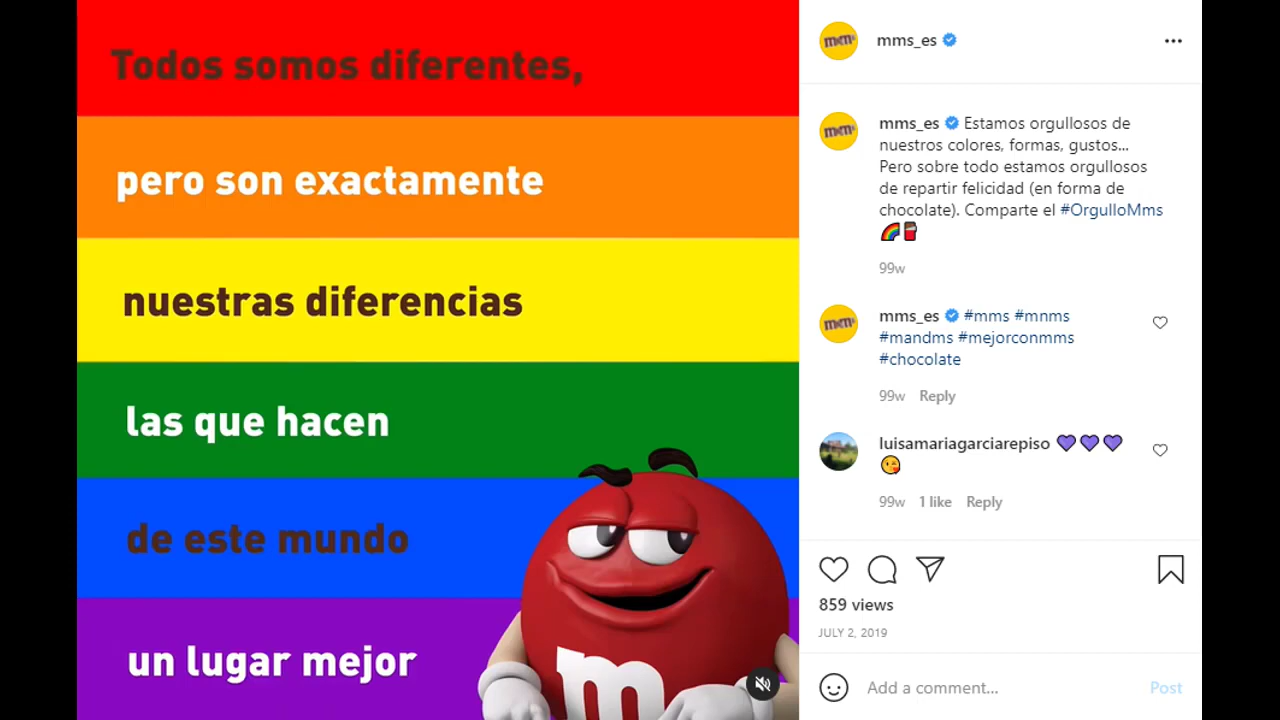 Todos somos diferentes,
pero son exactamente
nuestras diferencias
las que hacen
de este mundo
un lugar mejor
m
mms_es
mms_es Estamos orgullosos de
nuestros colores, formas, gustos...
Pero sobre todo estamos orgullosos
de repartir felicidad (en forma de
chocolate). Comparte el #OrgulloMms
99w
mms_es #mms #mnms
#mandms #mejorconmms
#chocolate
99w Reply
luisamariagarciarepiso
99w 1 like Reply
859 views
JULY 2, 2019
Add a comment... Post